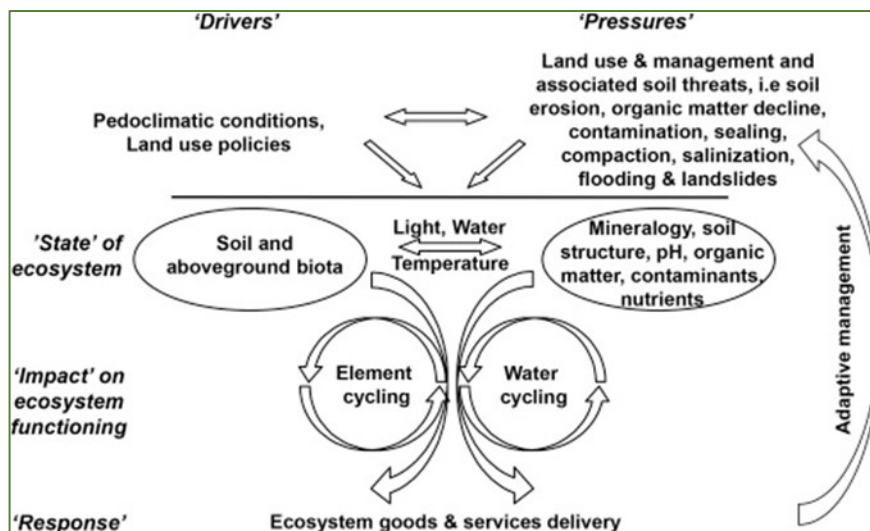 'Drivers'
'Pressures'
Land use & management and
associated soil threats, i.e soil
erosion, organic matter decline,
contamination, sealing,
compaction, salinization,
flooding & landslides
Pedoclimatic conditions,
Land use policies
'State' of
ecosystem
Soil and
aboveground biota
Light, Water
Temperature
Mineralogy, soil
structure, pH, organic
matter, contaminants,
nutrients
Adaptive management
'Impact' on
ecosystem
functioning
Element
cycling
Water
cycling
'Response'
Ecosystem goods & services delivery